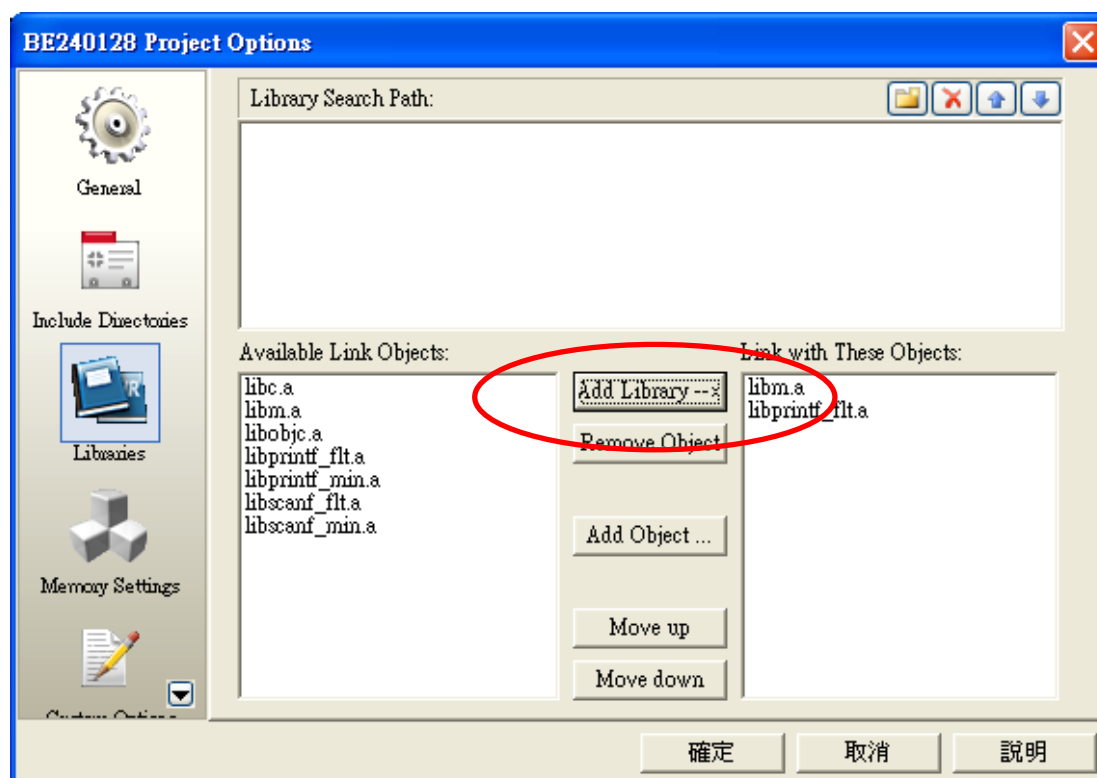 BE240128 Project Options
General
Include Directories
Libraries
Memory Settings
Library Search Path:
Available Link Objects:
libc.a
libm.a
libobjc.a
libprintf_flt.a
libprintf_min.a
libscanf_flt.a
libscanf_min.a
Add Library -->
Remove Object
Add Object ...
Move up
Move down
Link with These Objects:
libm.a
libprintf_flt.a
確定
取消
說明